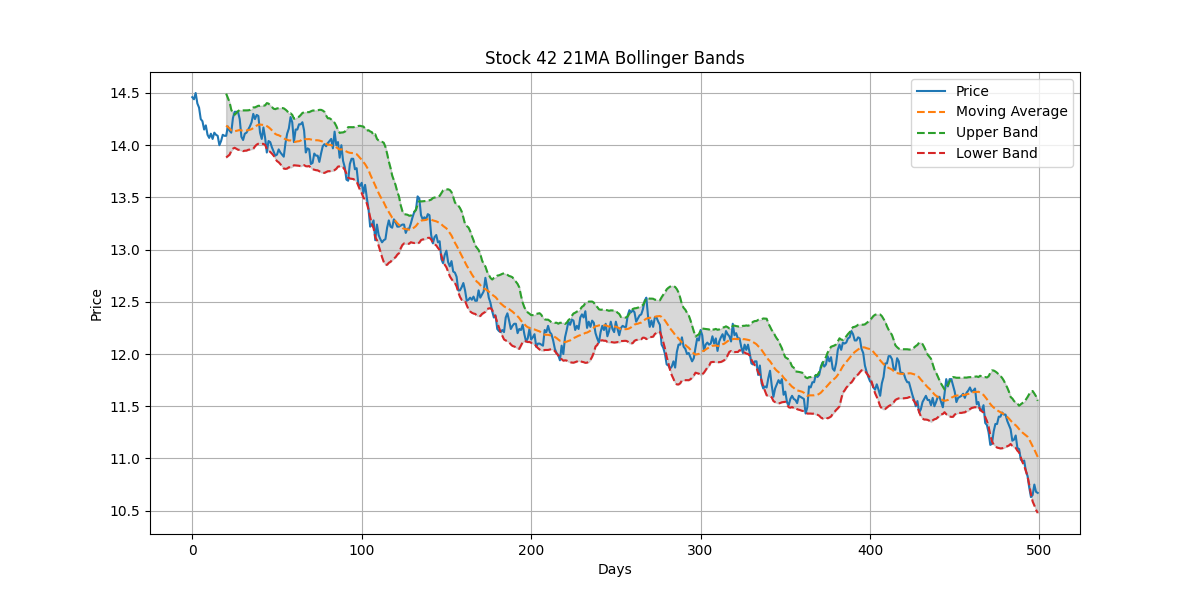 Stock 42 21MA Bollinger Bands
Price
Moving Average
Upper Band
Lower Band
14.5
14.0
13.5
13.0
12.5
12.0
11.5
11.0
10.5
Price
0
100
200
300
400
500
Days